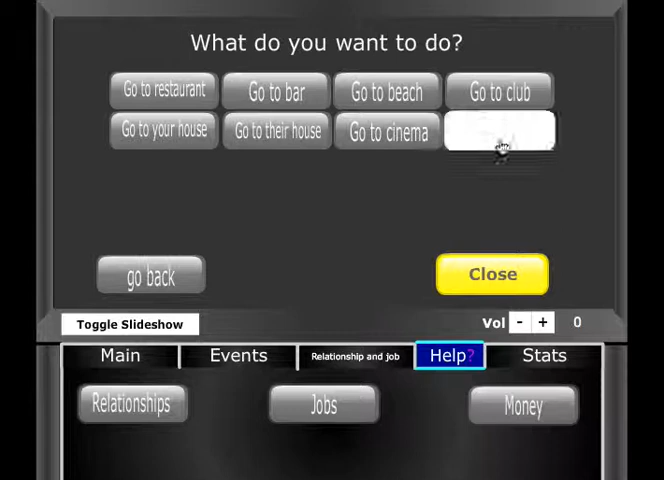 What do you want to do?
Go to restaurant Go to bar Go to beach Go to club
Go to your house Go to their house Go to cinema
go back Close
Toggle Slideshow Vol - + 0
Main Events Relationship and job Help? Stats
Relationships Jobs Money